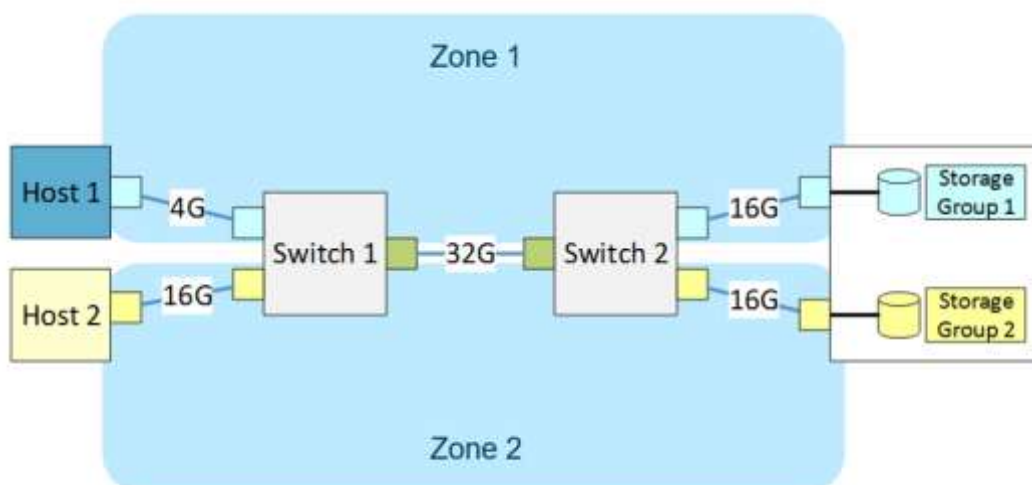 Zone 1
Host 1
4G
16G
Storage
Group 1
Switch 1
32G
Switch 2
Host 2
16G
16G
Storage
Group 2
Zone 2